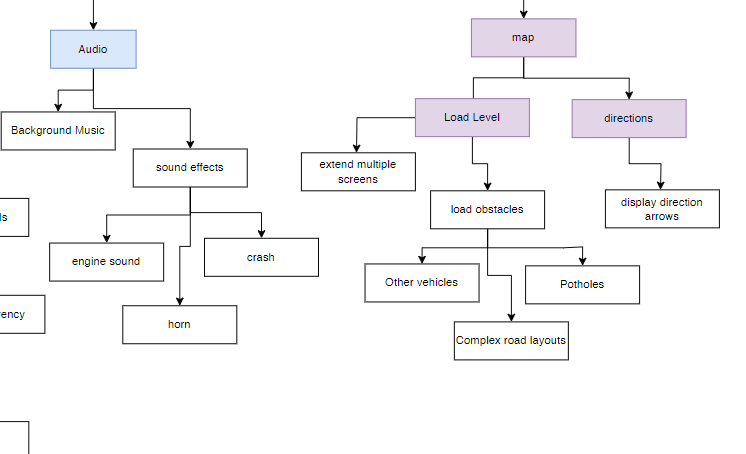 map
Audio
Load Level
directions
Background Music
extend multiple
screens
sound effects
load obstacles
display direction
arrows
engine sound
crash
Other vehicles
Potholes
horn
Complex road layouts